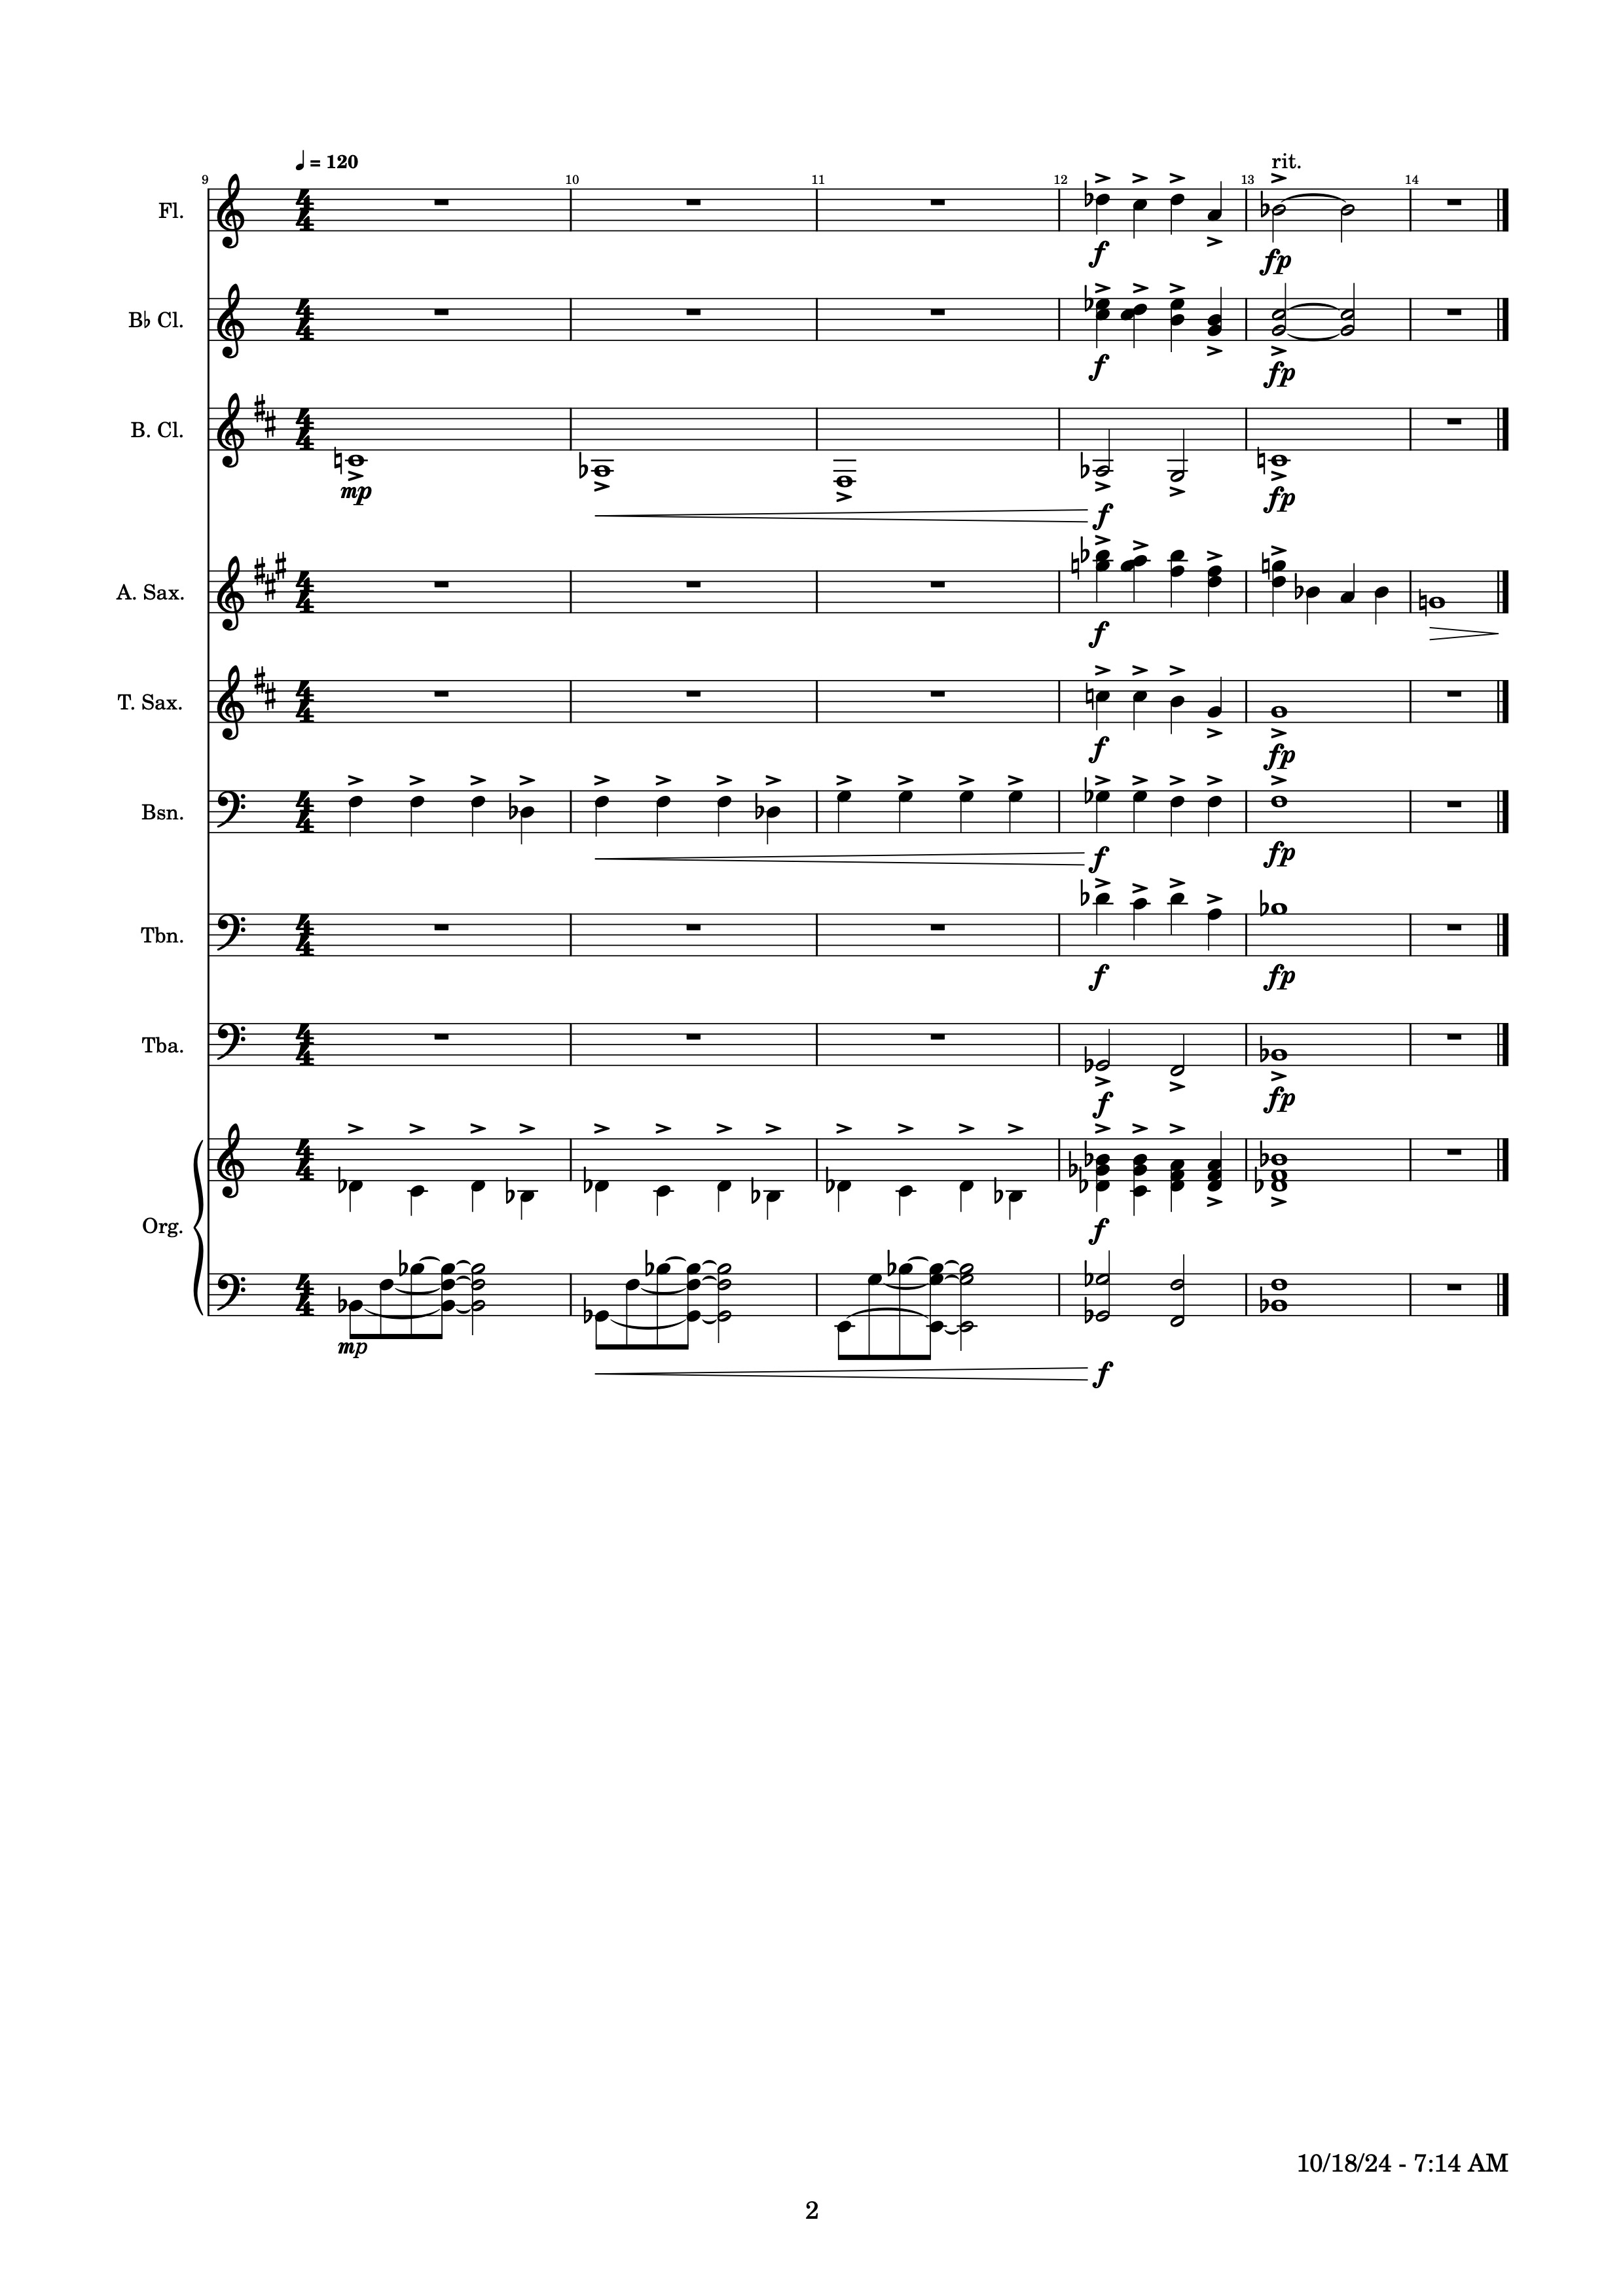 ♩ = 120
rit.
9
10
11
12
13
14
Fl.
f
fp
B♭ Cl.
f
fp
B. Cl.
mp
f
fp
A. Sax.
f
T. Sax.
f
fp
Bsn.
f
fp
Tbn.
f
fp
Tba.
f
fp
Org.
f
mp
f
10/18/24 - 7:14 AM
2